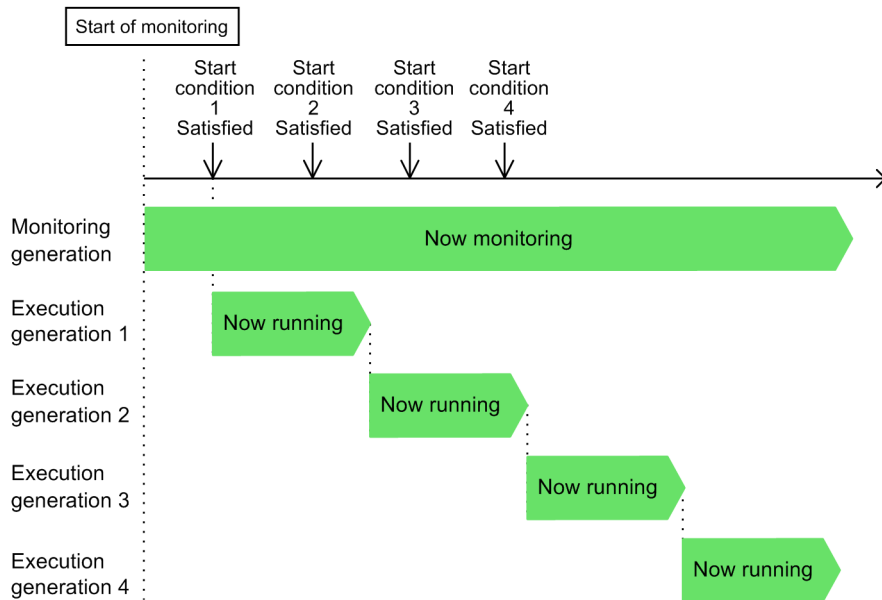 Start of monitoring
Start
condition
1
Satisfied
Start
condition
2
Satisfied
Start
condition
3
Satisfied
Start
condition
4
Satisfied
Monitoring
generation
Now monitoring
Execution
generation 1
Now running
Execution
generation 2
Now running
Execution
generation 3
Now running
Execution
generation 4
Now running